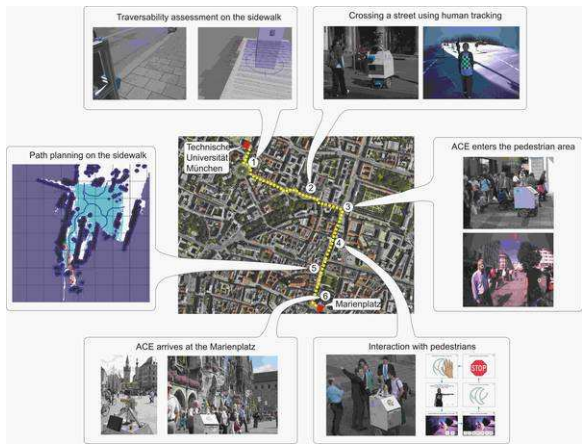 Traversability assessment on the sidewalk
Crossing a street using human tracking
Technische
Universität
München
1
2
3
4
5
6
Marienplatz
Path planning on the sidewalk
ACE enters the pedestrian area
ACE arrives at the Marienplatz
Interaction with pedestrians
STOP